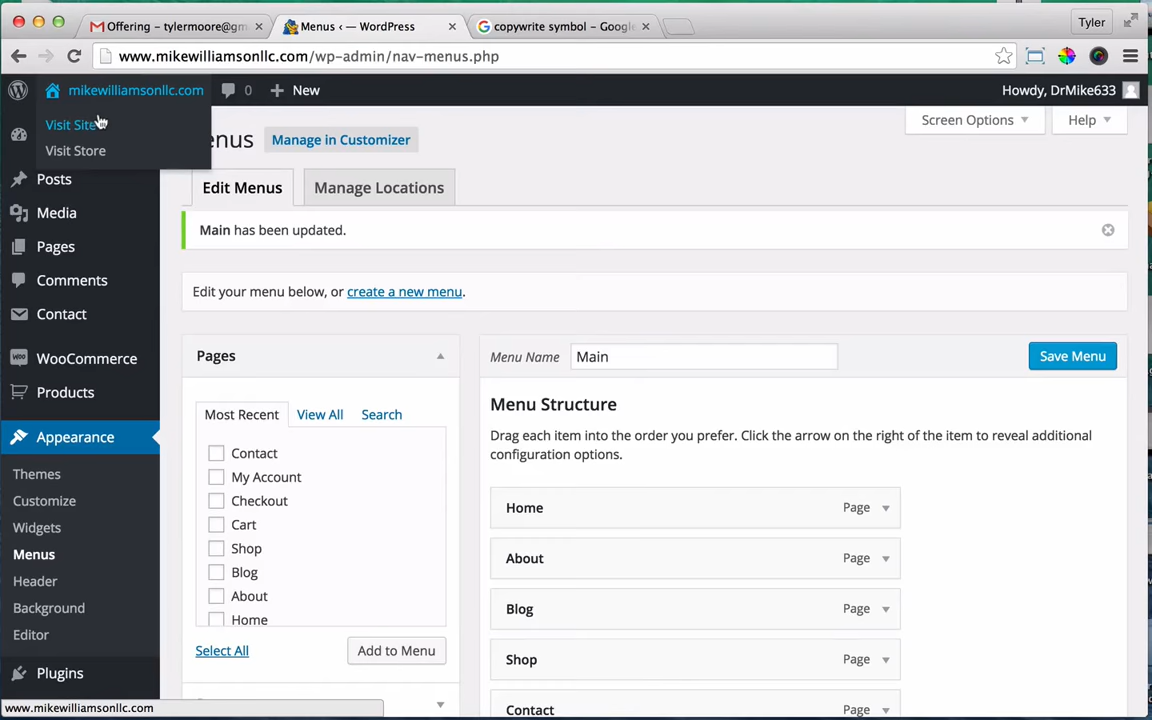 Offering - tylermoore@gm
Menus ‹ — WordPress
copywrite symbol - Google
Tyler
www.mikewilliamsonllc.com/wp-admin/nav-menus.php
mikewilliamsonllc.com
0
New
Howdy, DrMike633
Visit Site
Visit Store
enus
Manage in Customizer
Screen Options
Help
Edit Menus
Manage Locations
Posts
Media
Pages
Comments
Contact
WooCommerce
Products
Appearance
Themes
Customize
Widgets
Menus
Header
Background
Editor
Plugins
Main has been updated.
Edit your menu below, or create a new menu.
Pages
Most Recent
View All
Search
Contact
My Account
Checkout
Cart
Shop
Blog
About
Home
Select All
Add to Menu
Menu Name
Main
Save Menu
Menu Structure
Drag each item into the order you prefer. Click the arrow on the right of the item to reveal additional
configuration options.
Home
Page
About
Page
Blog
Page
Shop
Page
Contact
Page
www.mikewilliamsonllc.com